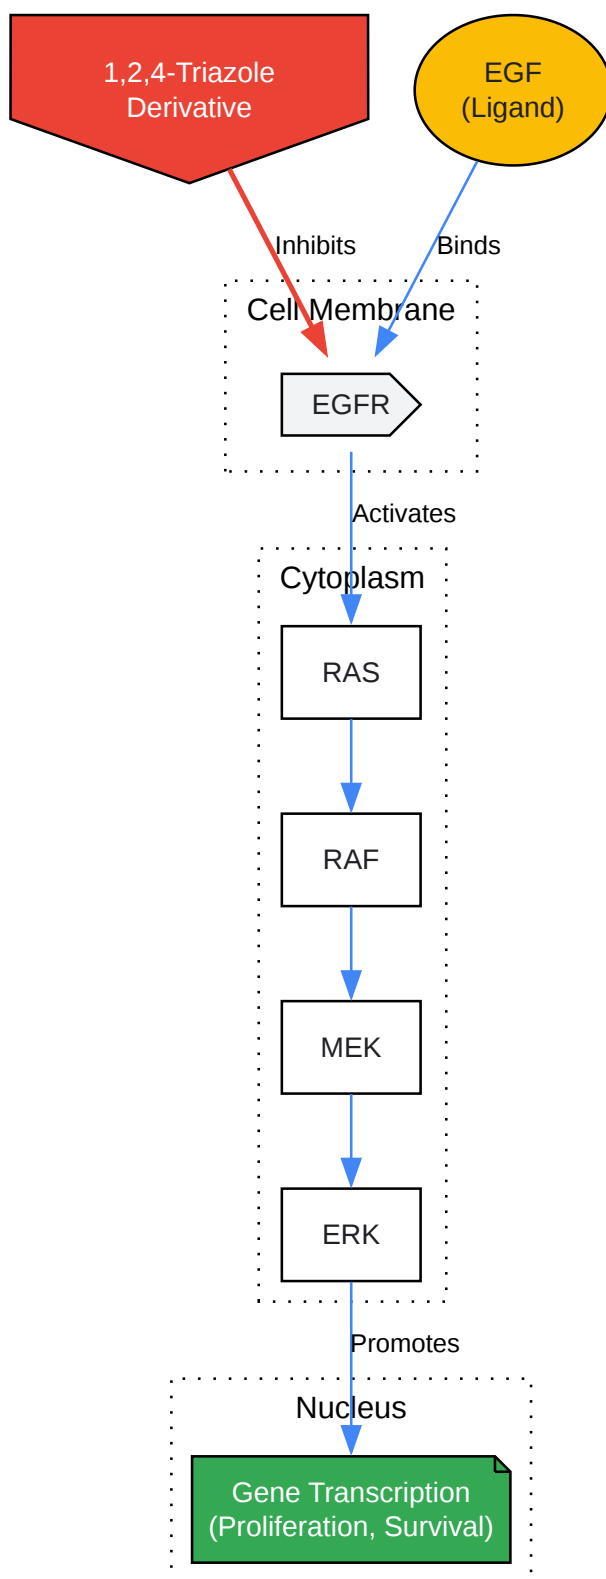 1,2,4-Triazole
Derivative
EGF
(Ligand)
Inhibits
Binds
Cell Membrane
EGFR
Activates
Cytoplasm
RAS
RAF
MEK
ERK
Promotes
Nucleus
Gene Transcription
(Proliferation, Survival)